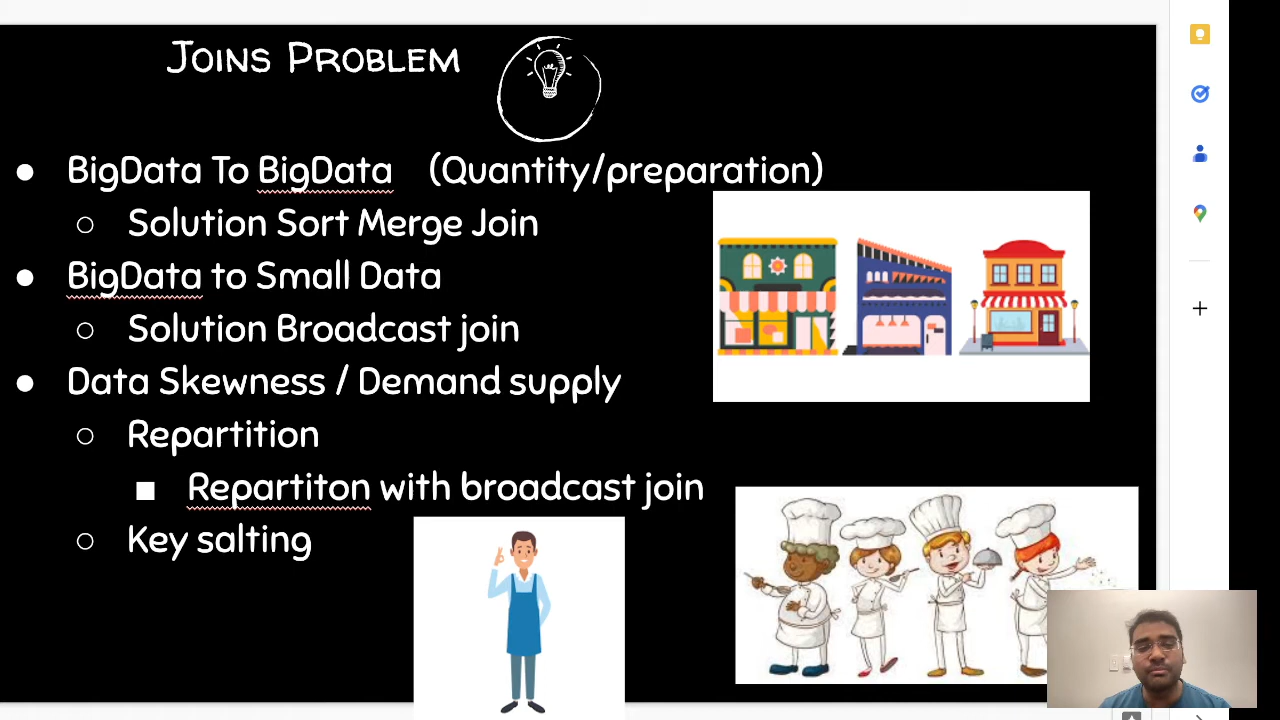 Joins Problem
● BigData To BigData (Quantity/preparation)
○ Solution Sort Merge Join
● BigData to Small Data
○ Solution Broadcast join
● Data Skewness / Demand supply
○ Repartition
■ Repartiton with broadcast join
○ Key salting